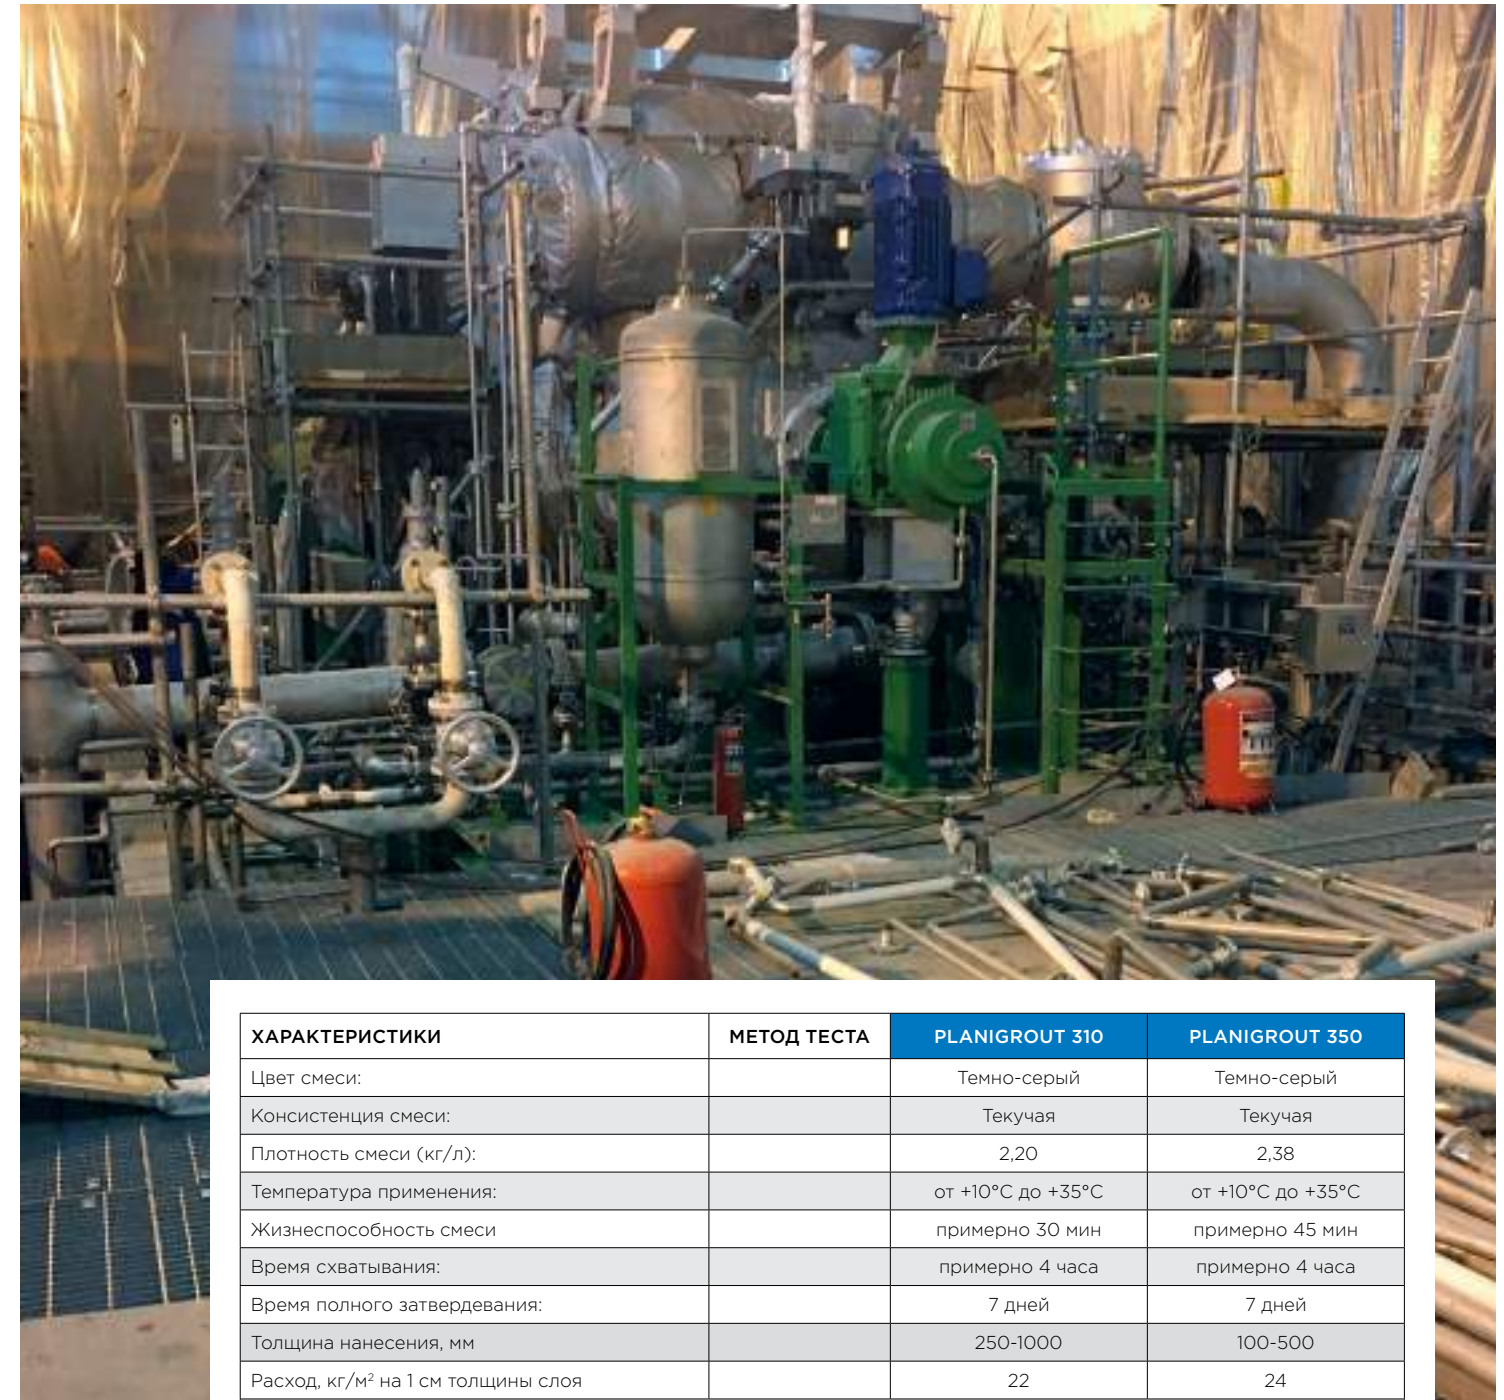 ХАРАКТЕРИСТИКИ МЕТОД ТЕСТА PLANIGROUT 310 PLANIGROUT 350
Цвет смеси: Темно-серый Темно-серый
Консистенция смеси: Текучая Текучая
Плотность смеси (кг/л): 2,20 2,38
Температура применения: от +10°C до +35°C от +10°C до +35°C
Жизнеспособность смеси примерно 30 мин примерно 45 мин
Время схватывания: примерно 4 часа примерно 4 часа
Время полного затвердевания: 7 дней 7 дней
Толщина нанесения, мм 250-1000 100-500
Расход, кг/м² на 1 см толщины слоя 22 24